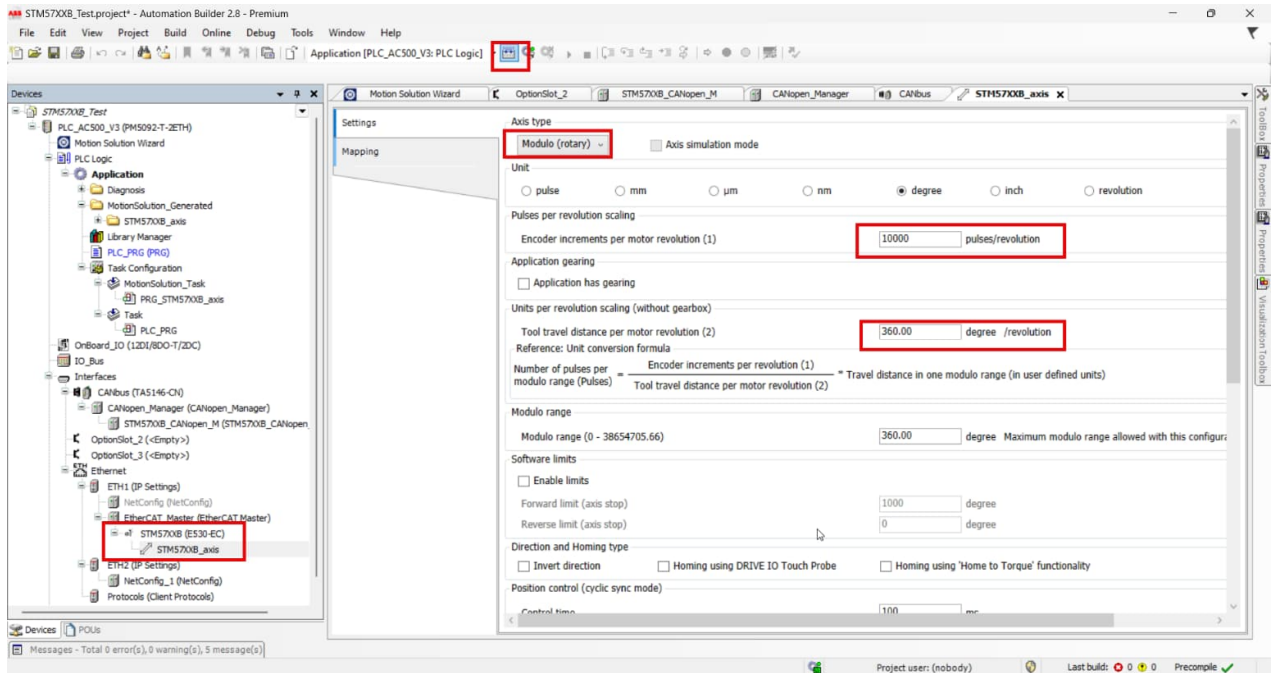 ABB STM57XXB_Test.project* - Automation Builder 2.8 - Premium
File Edit View Project Build Online Debug Tools Window Help
Application [PLC_AC500_V3: PLC Logic]
Devices
STM57XXB_Test
PLC_AC500_V3 (PM5092-T-2ETH)
Motion Solution Wizard
PLC Logic
Application
Diagnosis
MotionSolution_Generated
STM57XXB_axis
Library Manager
PLC_PRG (PRG)
Task Configuration
MotionSolution_Task
PRG_STM57XXB_axis
Task
PLC_PRG
OnBoard_IO (12DI/8DO-T/2DC)
IO_Bus
Interfaces
CANbus (TA5146-CN)
CANopen_Manager (CANopen_Manager)
STM57XXB_CANopen_M (STM57XXB_CANopen_
OptionSlot_2 (<Empty>)
OptionSlot_3 (<Empty>)
ETH Ethernet
ETH1 (IP Settings)
NetConfig (NetConfig)
EtherCAT_Master (EtherCAT Master)
STM57XXB (E530-EC)
STM57XXB_axis
ETH2 (IP Settings)
NetConfig_1 (NetConfig)
Protocols (Client Protocols)
Devices POUs
Messages - Total 0 error(s), 0 warning(s), 5 message(s)
Motion Solution Wizard OptionSlot_2 STM57XXB_CANopen_M CANopen_Manager CANbus STM57XXB_axis
Settings
Mapping
Axis type
Modulo (rotary) Axis simulation mode
Unit
pulse mm µm nm degree inch revolution
Pulses per revolution scaling
Encoder increments per motor revolution (1) 10000 pulses/revolution
Application gearing
Application has gearing
Units per revolution scaling (without gearbox)
Tool travel distance per motor revolution (2) 360.00 degree /revolution
Reference: Unit conversion formula
Number of pulses per modulo range (Pulses) = Encoder increments per revolution (1) / Tool travel distance per motor revolution (2) * Travel distance in one modulo range (in user defined units)
Modulo range
Modulo range (0 - 38654705.66) 360.00 degree Maximum modulo range allowed with this configura
Software limits
Enable limits
Forward limit (axis stop) 1000 degree
Reverse limit (axis stop) 0 degree
Direction and Homing type
Invert direction Homing using DRIVE IO Touch Probe Homing using 'Home to Torque' functionality
Position control (cyclic sync mode)
Control time 100 ms
ToolBox
Properties
Properties
Visualization Toolbox
Project user: (nobody) Last build: 0 0 Precompile